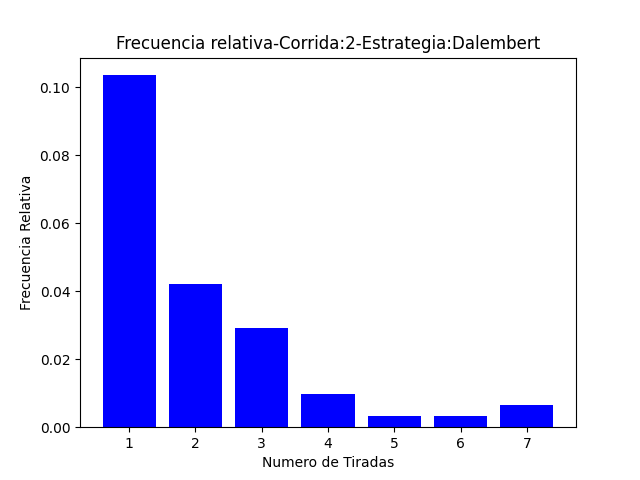 Frecuencia relativa-Corrida:2-Estrategia:Dalembert
Frecuencia Relativa
0.10
0.08
0.06
0.04
0.02
0.00
1 2 3 4 5 6 7
Numero de Tiradas